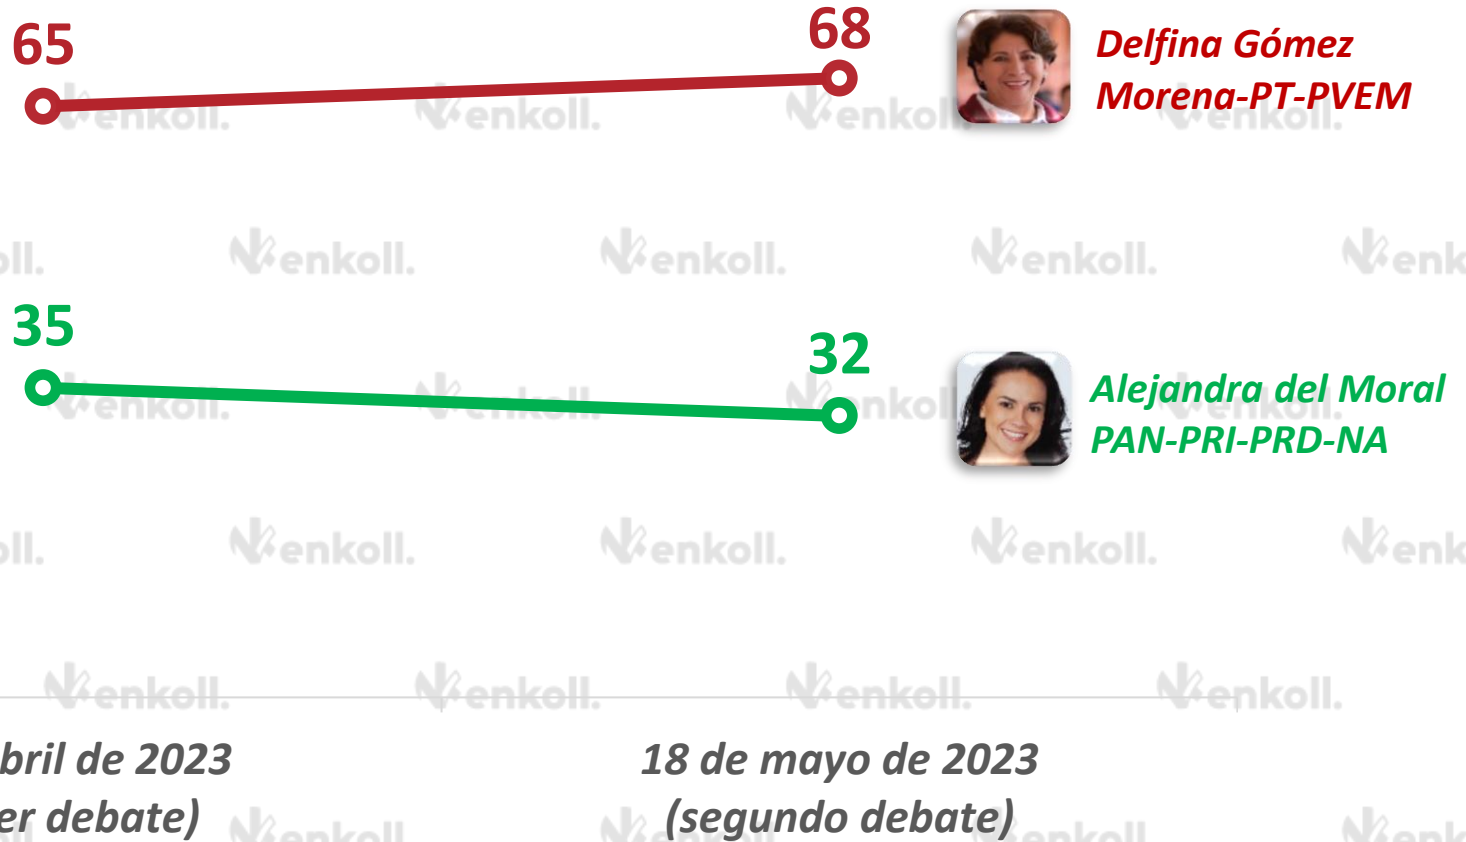 65
68
Delfina Gómez
Morena-PT-PVEM
35
32
Alejandra del Moral
PAN-PRI-PRD-NA
bril de 2023
er debate)
18 de mayo de 2023
(segundo debate)
enkoll.